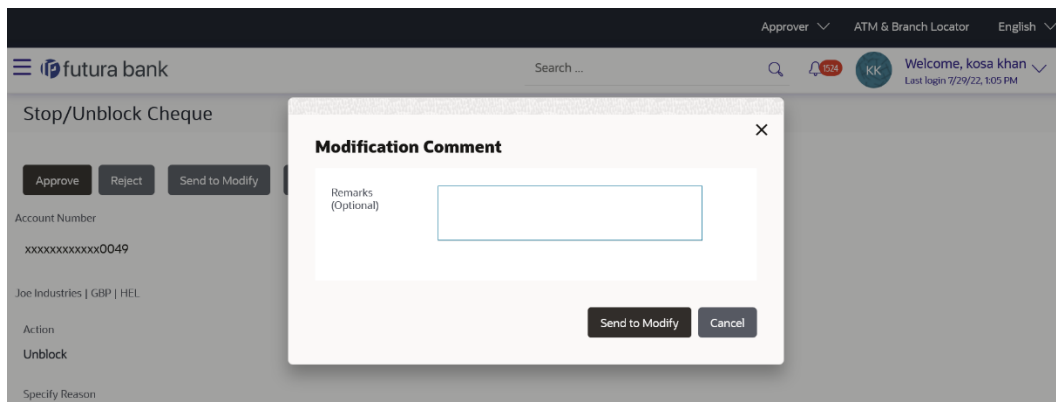 Approver
ATM & Branch Locator
English
futura bank
Search ...
1524
KK
Welcome, kosa khan
Last login 7/29/22, 1:05 PM
Stop/Unblock Cheque
Modification Comment
Approve
Reject
Send to Modify
Remarks
(Optional)
Account Number
xxxxxxxxxxxx0049
Joe Industries | GBP | HEL
Send to Modify
Cancel
Action
Unblock
Specify Reason